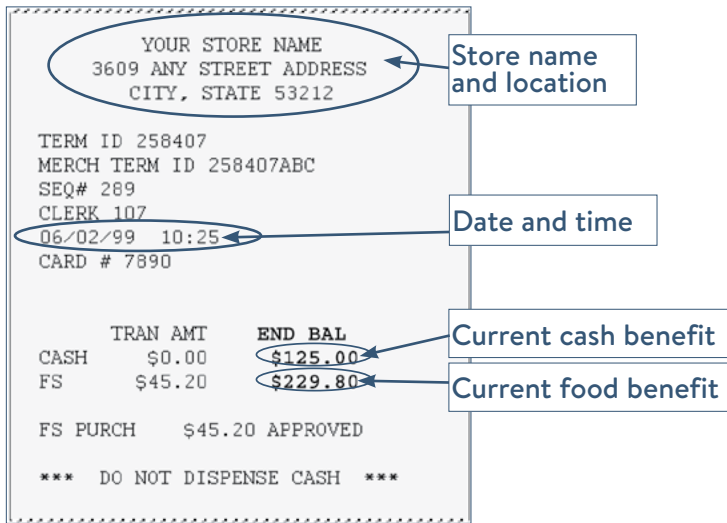 YOUR STORE NAME
3609 ANY STREET ADDRESS
CITY, STATE 53212
Store name
and location
TERM ID 258407
MERCH TERM ID 258407ABC
SEQ# 289
CLERK 107
06/02/99 10:25
Date and time
CARD # 7890
TRAN AMT END BAL
CASH $0.00 $125.00
Current cash benefit
FS $45.20 $229.80
Current food benefit
FS PURCH $45.20 APPROVED
*** DO NOT DISPENSE CASH ***